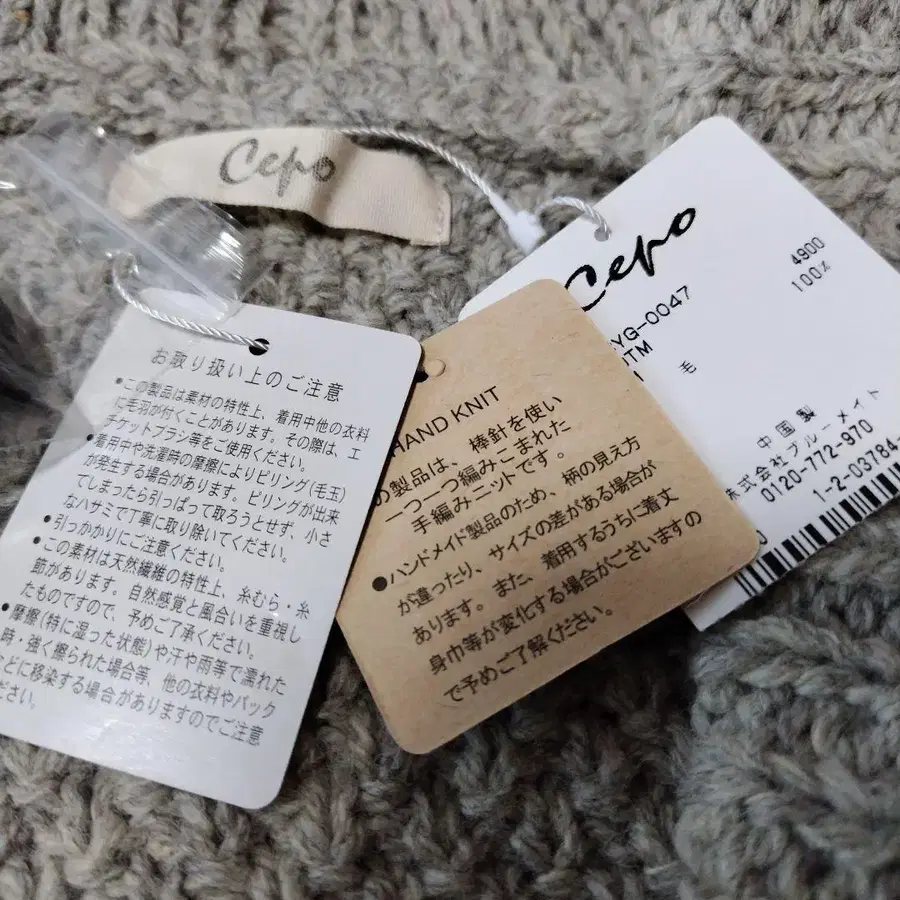 Cepo
お取り扱い上のご注意
•この製品は素材の特性上、着用中他の衣料
に毛羽が付くことがあります。その際は、エ
チケットブラシ等をご使用ください。
•着用中や洗濯時の摩擦によりピリング(毛玉)
が発生する場合があります。ピリングが出来
てしまったら引っぱって取ろうとせず、小さ
なハサミで丁寧に取り除いてください。
•引っかかりにご注意ください。
•この素材は天然繊維の特性上、糸むら・糸
節があります。自然感覚と風合いを重視し
たものですので、予めご了承ください。
•摩擦(特に湿った状態)や汗や雨等で濡れた
時・強く擦られた場合等、他の衣料やバック
などに移染する場合がありますのでご注意
ださい。
HAND KNIT
の製品は、棒針を使い
一つ一つ編みこまれた
手編みニットです。
●ハンドメイド製品のため、柄の見え方
が違ったり、サイズの差がある場合が
あります。また、着用するうちに着丈
身巾等が変化する場合がございますの
で予めご了解ください。
Cepo
YG-0047
4900
100%
毛
中国製
株式会社ブルーメイト
0120-772-970
1-2-03784-